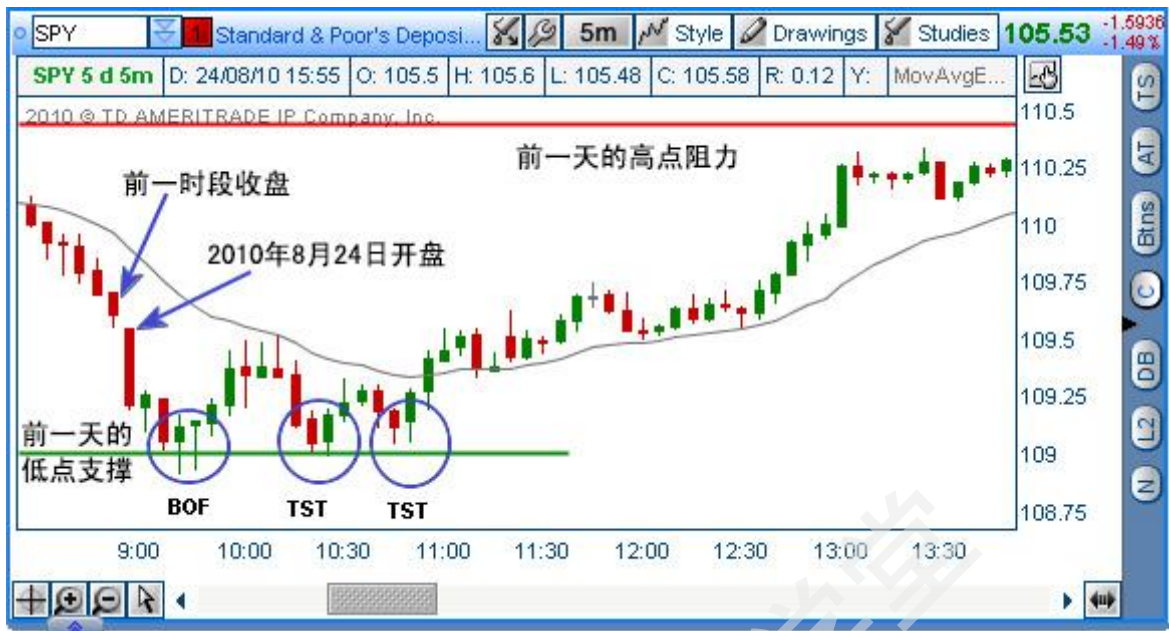 SPY
1
Standard & Poor's Deposi...
5m
Style
Drawings
Studies
105.53
-1.5936
-1.49%
SPY 5 d 5m
D: 24/08/10 15:55
O: 105.5
H: 105.6
L: 105.48
C: 105.58
R: 0.12
Y:
MovAvgE...
2010 © TD AMERITRADE IP Company, Inc.
前一天的高点阻力
前一时段收盘
2010年8月24日开盘
前一天的
低点支撑
BOF
TST
TST
110.5
110.25
110
109.75
109.5
109.25
109
108.75
9:00
10:00
10:30
11:00
11:30
12:00
12:30
13:00
13:30
TS
AT
Btns
C
DB
L2
N
学堂